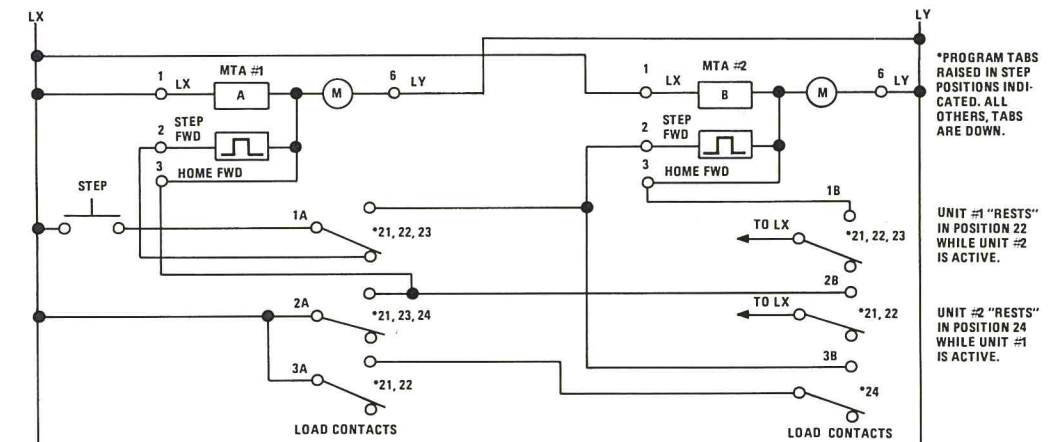 LX
LY
1
LX
MTA #1
A
M
6
LY
2
STEP
FWD
3
HOME FWD
STEP
1A
*21, 22, 23
2A
*21, 23, 24
3A
*21, 22
LOAD CONTACTS
1
LX
MTA #2
B
M
6
LY
2
STEP
FWD
3
HOME FWD
1B
TO LX
*21, 22, 23
2B
TO LX
*21, 22
3B
*24
LOAD CONTACTS
*PROGRAM TABS
RAISED IN STEP
POSITIONS INDI-
CATED. ALL
OTHERS, TABS
ARE DOWN.
UNIT #1 "RESTS"
IN POSITION 22
WHILE UNIT #2
IS ACTIVE.
UNIT #2 "RESTS"
IN POSITION 24
WHILE UNIT #1
IS ACTIVE.